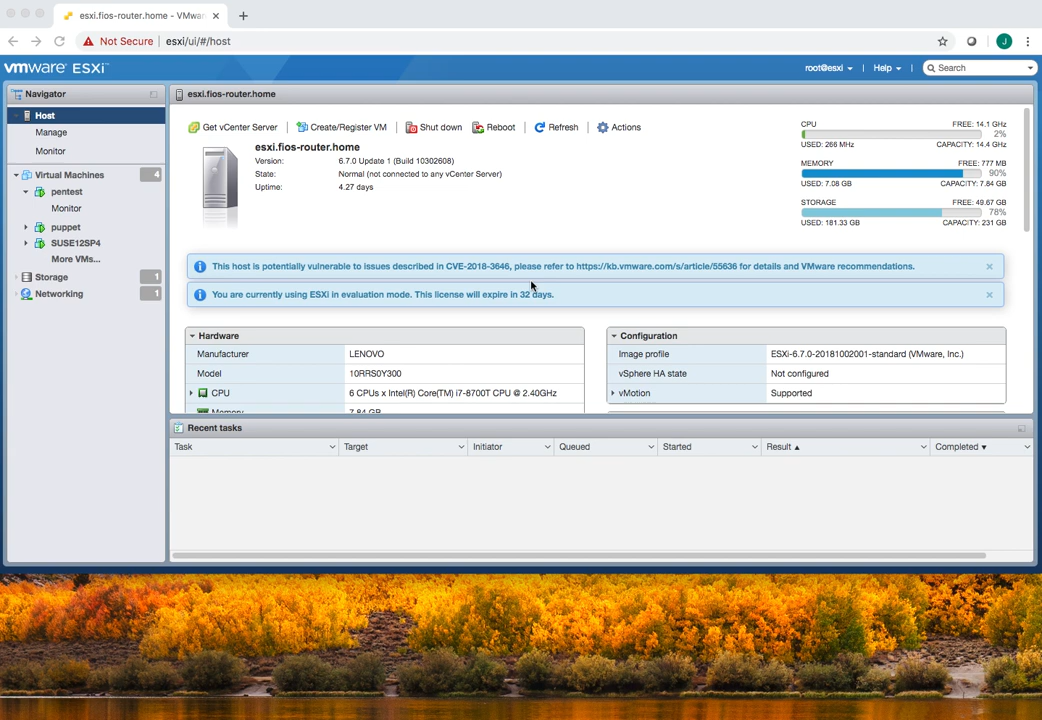 esxi.fios-router.home - VMwar
Not Secure esxi/ui/#/host
J
vmware ESXi
root@esxi Help Search
Navigator
esxi.fios-router.home
Host
Manage
Monitor
Virtual Machines 4
pentest
Monitor
puppet
SUSE12SP4
More VMs...
Storage 1
Networking 1
Get vCenter Server Create/Register VM Shut down Reboot Refresh Actions
esxi.fios-router.home
Version: 6.7.0 Update 1 (Build 10302608)
State: Normal (not connected to any vCenter Server)
Uptime: 4.27 days
CPU FREE: 14.1 GHz
2%
USED: 266 MHz CAPACITY: 14.4 GHz
MEMORY FREE: 777 MB
90%
USED: 7.08 GB CAPACITY: 7.84 GB
STORAGE FREE: 49.67 GB
78%
USED: 181.33 GB CAPACITY: 231 GB
This host is potentially vulnerable to issues described in CVE-2018-3646, please refer to https://kb.vmware.com/s/article/55636 for details and VMware recommendations.
You are currently using ESXi in evaluation mode. This license will expire in 32 days.
Hardware
Manufacturer LENOVO
Model 10RRS0Y300
CPU 6 CPUs x Intel(R) Core(TM) i7-8700T CPU @ 2.40GHz
Memory 7.84 GB
Configuration
Image profile ESXi-6.7.0-20181002001-standard (VMware, Inc.)
vSphere HA state Not configured
vMotion Supported
Recent tasks
Task Target Initiator Queued Started Result Completed